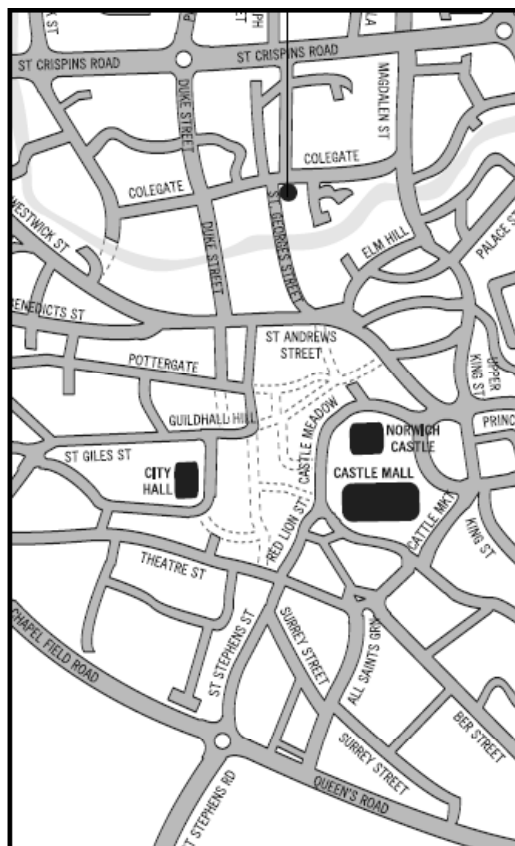 ST CRISPINS ROAD
ST CRISPINS ROAD
DUKE STREET
MAGDALEN ST
COLEGATE
COLEGATE
ST. GEORGES STREET
WESTWICK ST
DUKE STREET
ELM HILL
PALACE ST
BENEDICTS ST
ST ANDREWS
STREET
POTTERGATE
UPPER
KING ST
GUILDHALL HILL
CASTLE MEADOW
NORWICH
CASTLE
PRINC
ST GILES ST
CITY
HALL
CASTLE MALL
RED LION ST
CATTLE MKT
KING ST
THEATRE ST
CHAPEL FIELD ROAD
ST STEPHENS ST
SURREY STREET
ALL SAINTS GRN
BER STREET
SURREY STREET
QUEEN'S ROAD
ST STEPHENS RD